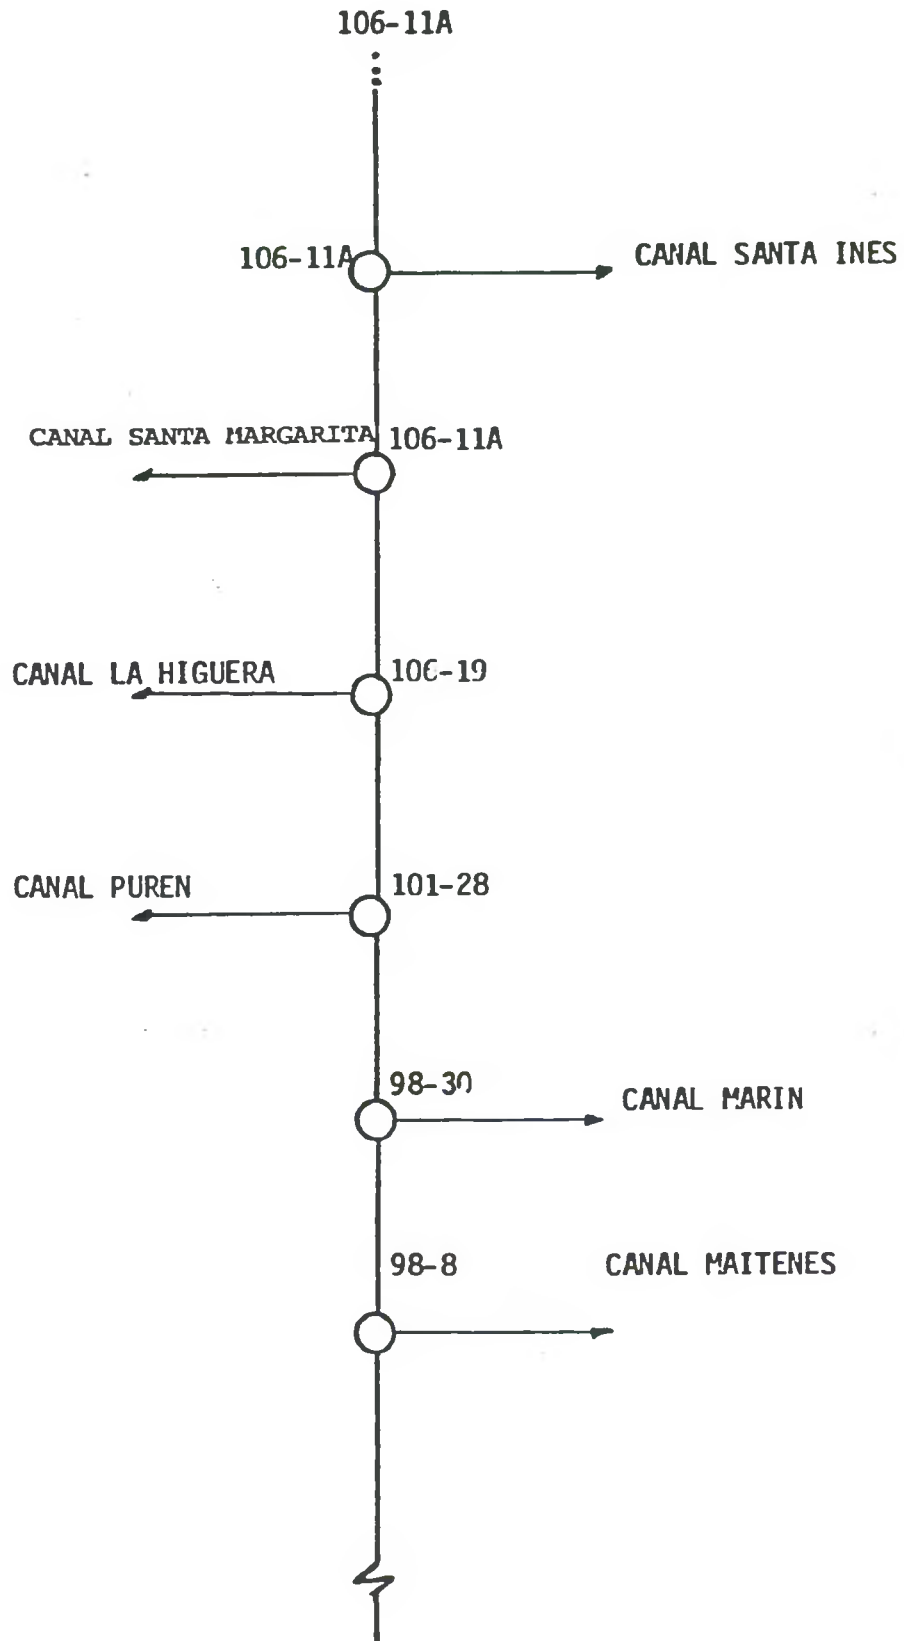 106-11A
106-11A
CANAL SANTA INES
CANAL SANTA MARGARITA
106-11A
CANAL LA HIGUERA
106-19
CANAL PUREN
101-28
98-30
CANAL MARIN
98-8
CANAL MAITENES